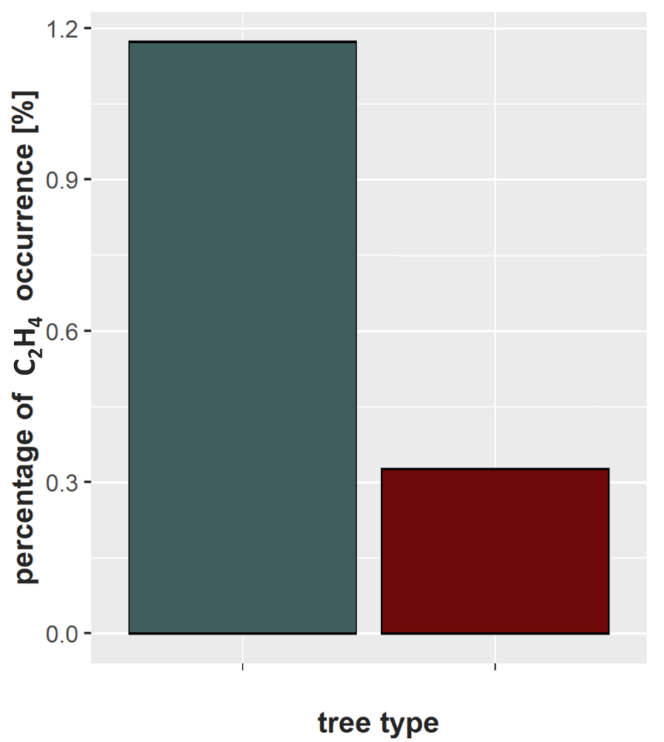 percentage of C₂H₄ occurrence [%]
1.2
0.9
0.6
0.3
0.0
tree type